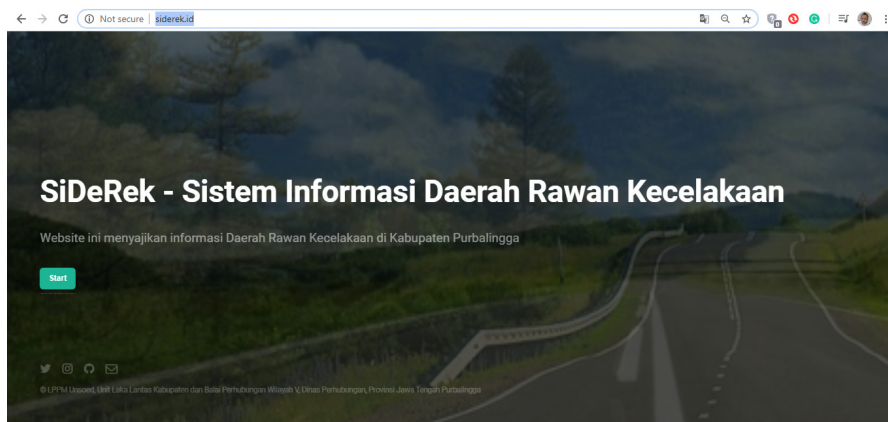 Not secure | siderek.id
SiDeRek - Sistem Informasi Daerah Rawan Kecelakaan
Website ini menyajikan informasi Daerah Rawan Kecelakaan di Kabupaten Purbalingga
Start
© LPPM Unsoed, Unit Laka Lantas Kabupaten dan Balai Perhubungan Wilayah V, Dinas Perhubungan, Provinsi Jawa Tengah Purbalingga